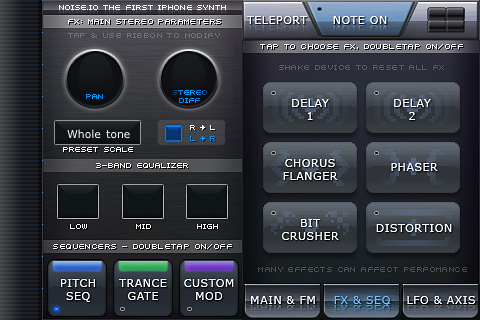 NOISE.IO THE FIRST IPHONE SYNTH
FX: MAIN STEREO PARAMETERS
TAP & USE RIBBON TO MODIFY
PAN
STEREO
DIFF
Whole tone
PRESET SCALE
R → L
L → R
3-BAND EQUALIZER
LOW
MID
HIGH
SEQUENCERS - DOUBLETAP ON/OFF
PITCH
SEQ
TRANCE
GATE
CUSTOM
MOD
TELEPORT
NOTE ON
TAP TO CHOOSE FX. DOUBLETAP ON/OFF
SHAKE DEVICE TO RESET ALL FX
DELAY
1
DELAY
2
CHORUS
FLANGER
PHASER
BIT
CRUSHER
DISTORTION
MANY EFFECTS CAN AFFECT PERFOMANCE
MAIN & FM
FX & SEQ
LFO & AXIS